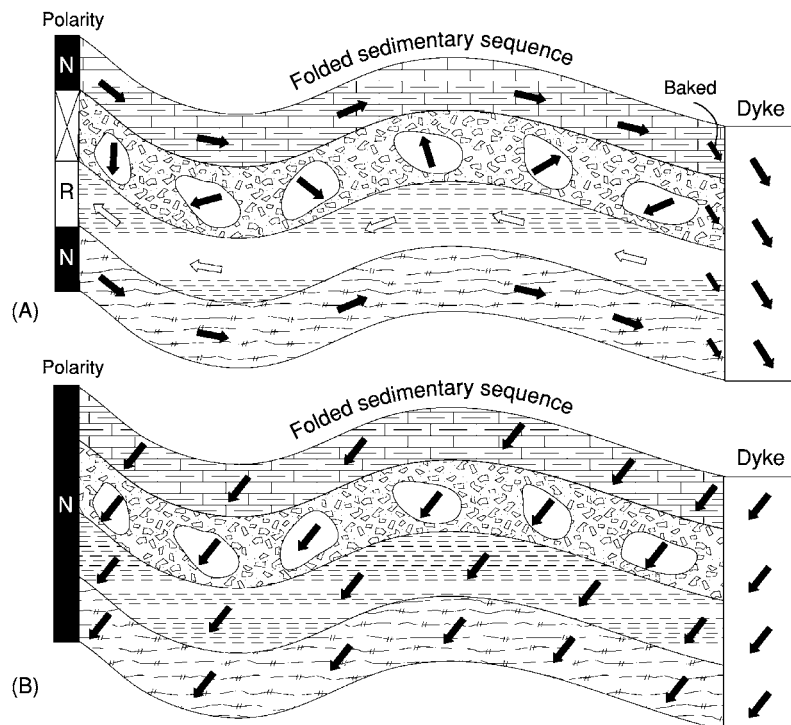 Polarity
N
R
N
Folded sedimentary sequence
Baked
Dyke
(A)
Polarity
N
Folded sedimentary sequence
Dyke
(B)